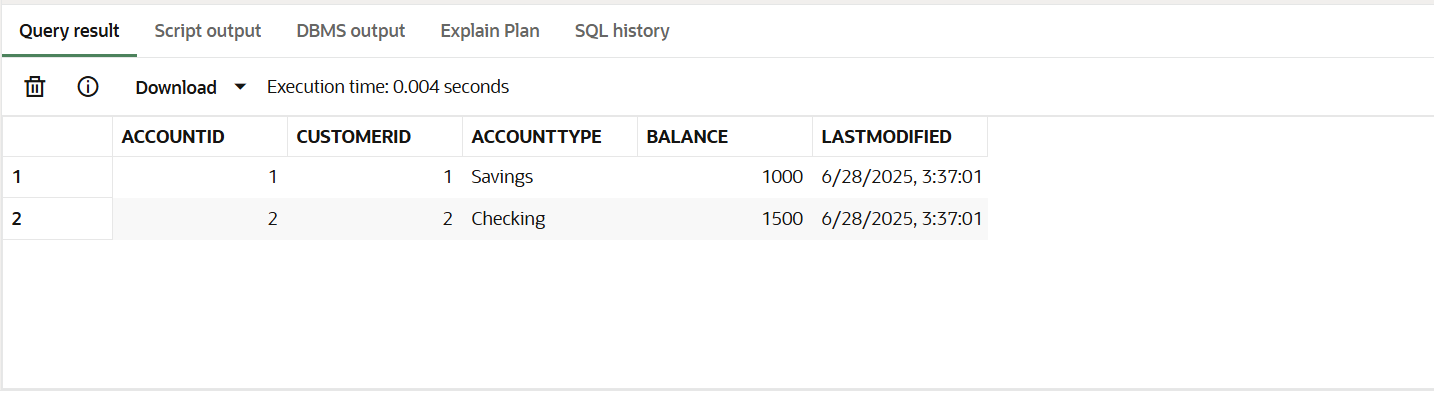 Query result Script output DBMS output Explain Plan SQL history
Download Execution time: 0.004 seconds
ACCOUNTID CUSTOMERID ACCOUNTTYPE BALANCE LASTMODIFIED
1 1 1 Savings 1000 6/28/2025, 3:37:01
2 2 2 Checking 1500 6/28/2025, 3:37:01